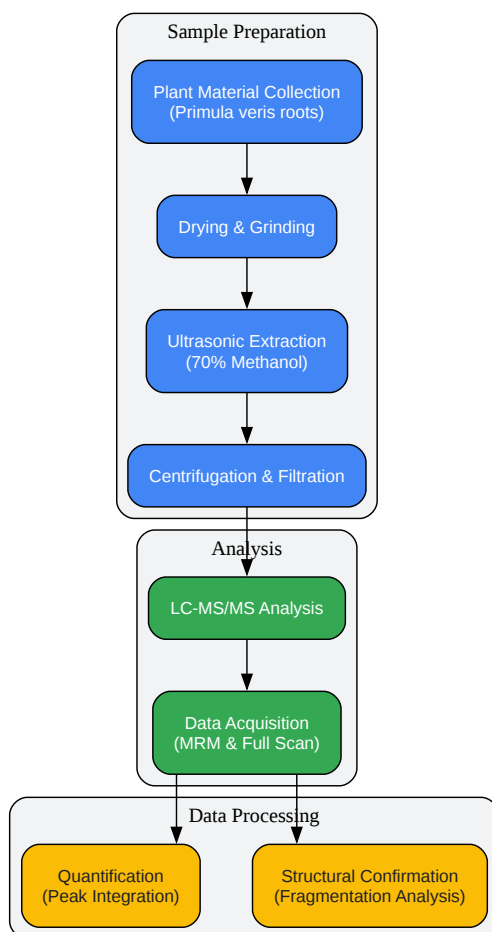 Sample Preparation
Plant Material Collection
(Primula veris roots)
Drying & Grinding
Ultrasonic Extraction
(70% Methanol)
Centrifugation & Filtration
Analysis
LC-MS/MS Analysis
Data Acquisition
(MRM & Full Scan)
Data Processing
Quantification
(Peak Integration)
Structural Confirmation
(Fragmentation Analysis)